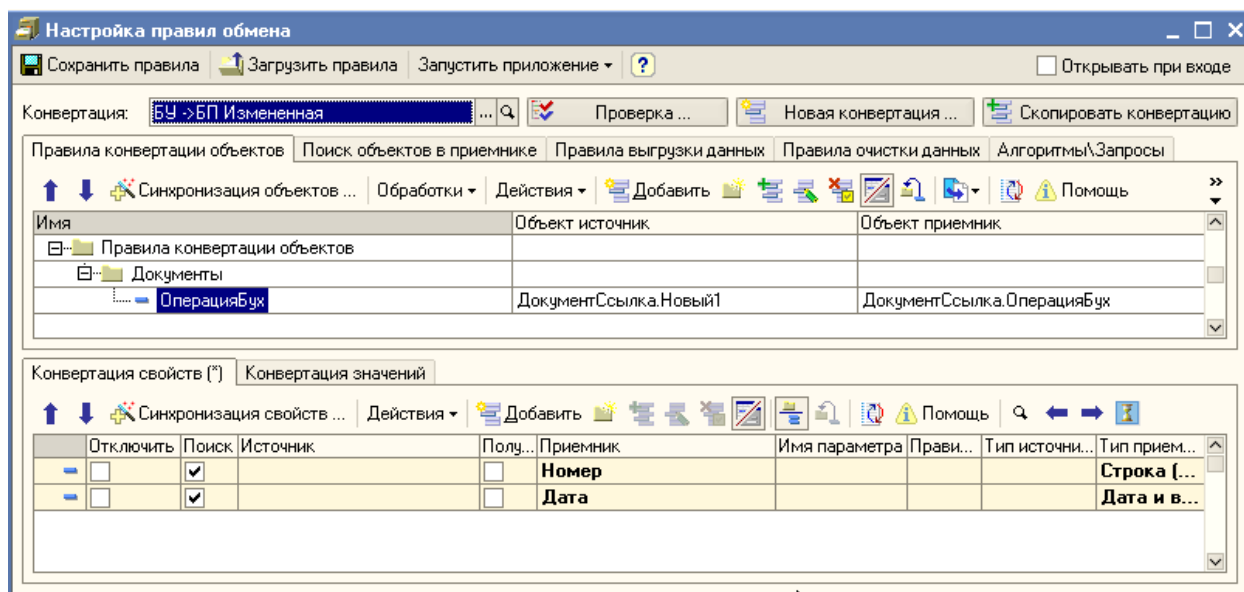 Настройка правил обмена
Сохранить правила Загрузить правила Запустить приложение ? Открывать при входе
Конвертация: БУ ->БП Измененная ... Проверка ... Новая конвертация ... Скопировать конвертацию
Правила конвертации объектов Поиск объектов в приемнике Правила выгрузки данных Правила очистки данных Алгоритмы\Запросы
Синхронизация объектов ... Обработки Действия Добавить Помощь »
Имя Объект источник Объект приемник
Правила конвертации объектов
Документы
ОперацияБух ДокументСсылка.Новый1 ДокументСсылка.ОперацияБух
Конвертация свойств (*) Конвертация значений
Синхронизация свойств ... Действия Добавить Помощь
Отключить Поиск Источник Полу... Приемник Имя параметра Прави... Тип источни... Тип прием...
Номер Строка (...
Дата Дата и в...